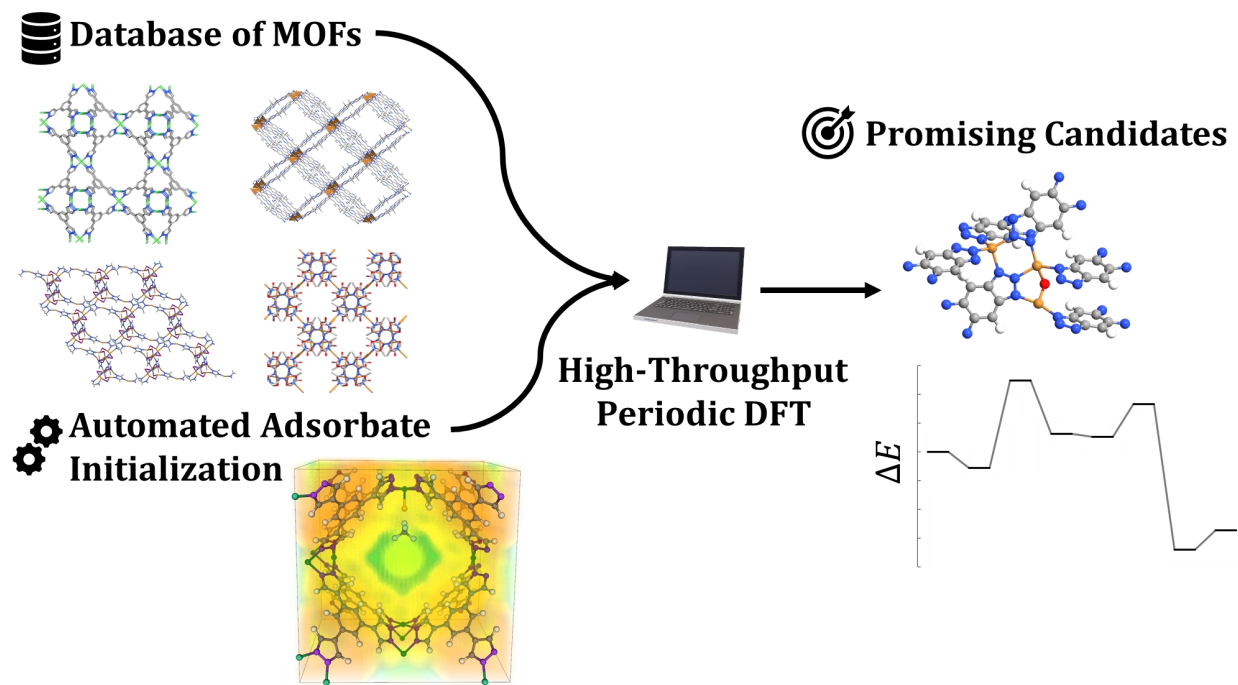 Database of MOFs
Promising Candidates
High-Throughput
Periodic DFT
Automated Adsorbate
Initialization
ΔE